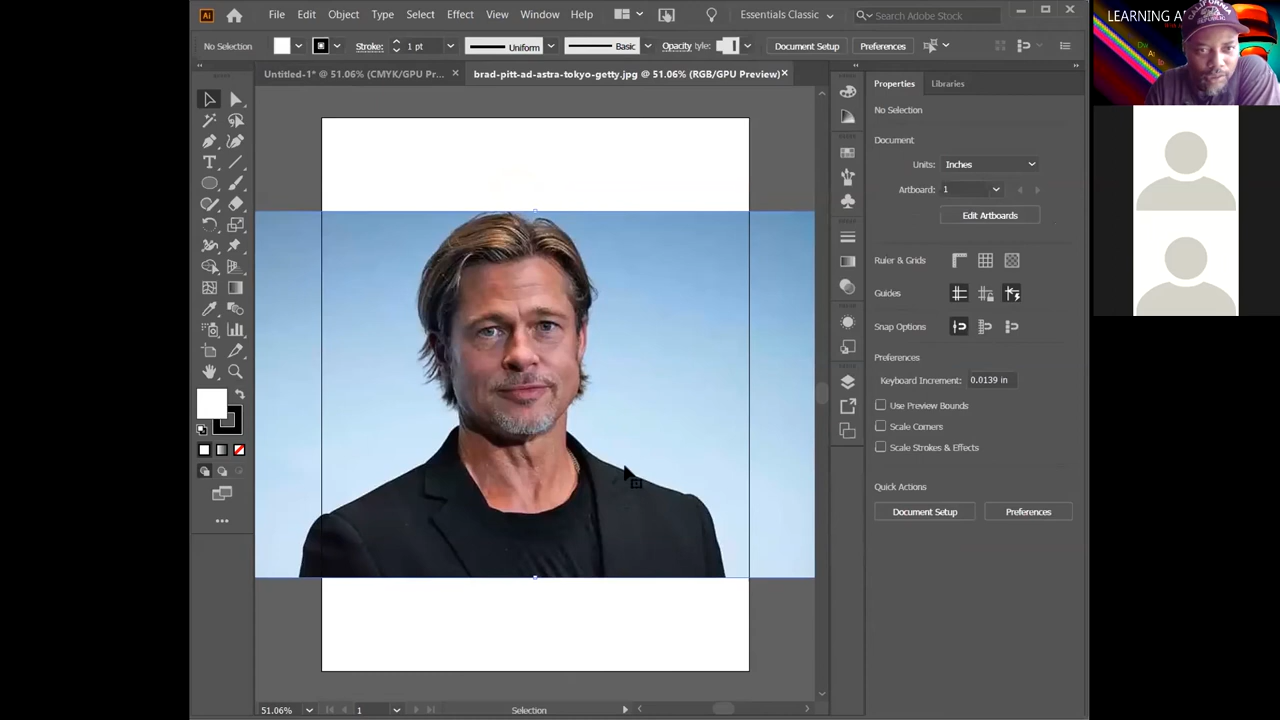 Ai
File Edit Object Type Select Effect View Window Help
Essentials Classic
Search Adobe Stock
No Selection
Stroke:
1 pt
Uniform
Basic
Opacity
tyle:
Document Setup
Preferences
Untitled-1* @ 51.06% (CMYK/GPU Pr...
brad-pitt-ad-astra-tokyo-getty.jpg @ 51.06% (RGB/GPU Preview)
Properties
Libraries
No Selection
Document
Units:
Inches
Artboard:
1
Edit Artboards
Ruler & Grids
Guides
Snap Options
Preferences
Keyboard Increment:
0.0139 in
Use Preview Bounds
Scale Corners
Scale Strokes & Effects
Quick Actions
Document Setup
Preferences
51.06%
1
Selection
LEARNING
CALIFORNIA
REPUBLIC